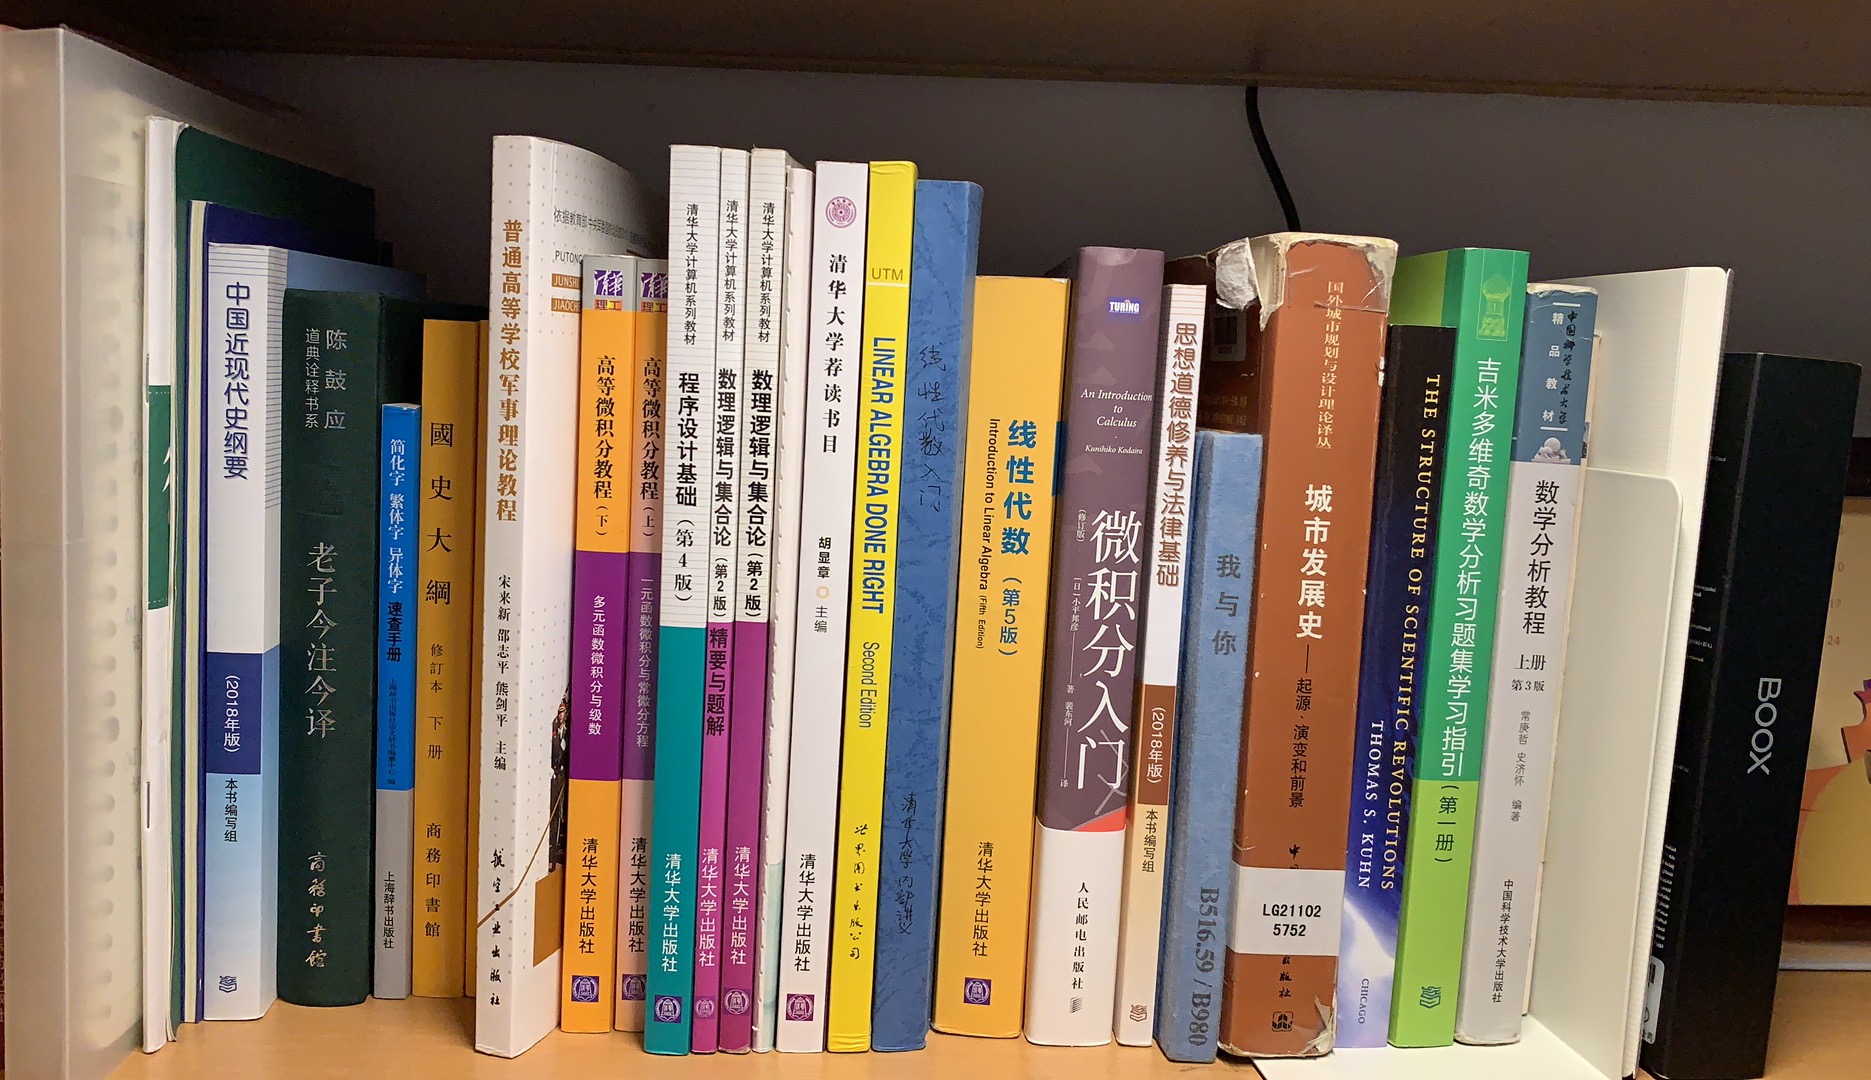 中国近现代史纲要
(2018年版)
本书编写组
陈鼓应
道典诠释书系
老子今注今译
商務印書館
简化字 繁体字 异体字 速查手册
上海辞书出版社
國史大綱
修訂本 下册
商務印書館
普通高等学校军事理论教程
宋来新 邵志平 熊剑平 主编
航空工业出版社
PUTONG
JUNSHI
JIAOCHE
清华
理工
高等微积分教程(下)
多元函数微积分与级数
清华大学出版社
清华
理工
高等微积分教程(上)
一元函数微积分与常微分方程
清华大学出版社
清华大学计算机系列教材
程序设计基础(第4版)
清华大学出版社
清华大学计算机系列教材
数理逻辑与集合论(第2版)
精要与题解
清华大学出版社
清华大学计算机系列教材
数理逻辑与集合论(第2版)
清华大学出版社
清华大学荐读书目
胡显章 主编
清华大学出版社
UTM
LINEAR ALGEBRA DONE RIGHT
Second Edition
世界图书出版公司
线性代数入门
清华大学内部讲义
线性代数(第5版)
Introduction to Linear Algebra (Fifth Edition)
清华大学出版社
TURING
An Introduction
to
Calculus
Kunihiko Kodaira
微积分入门
(修订版)
[日]小平邦彦 著
裴东河 译
人民邮电出版社
思想道德修养与法律基础
(2018年版)
本书编写组
我与你
B516.59/B980
国外城市规划与设计理论译丛
城市发展史
——起源、演变和前景
LG21102
5752
THE STRUCTURE OF SCIENTIFIC REVOLUTIONS
THOMAS S. KUHN
CHICAGO
吉米多维奇数学分析习题集学习指引(第一册)
中国科学技术大学
精品教材
数学分析教程
上册
第3版
常庚哲 史济怀 编著
中国科学技术大学出版社
BOOX